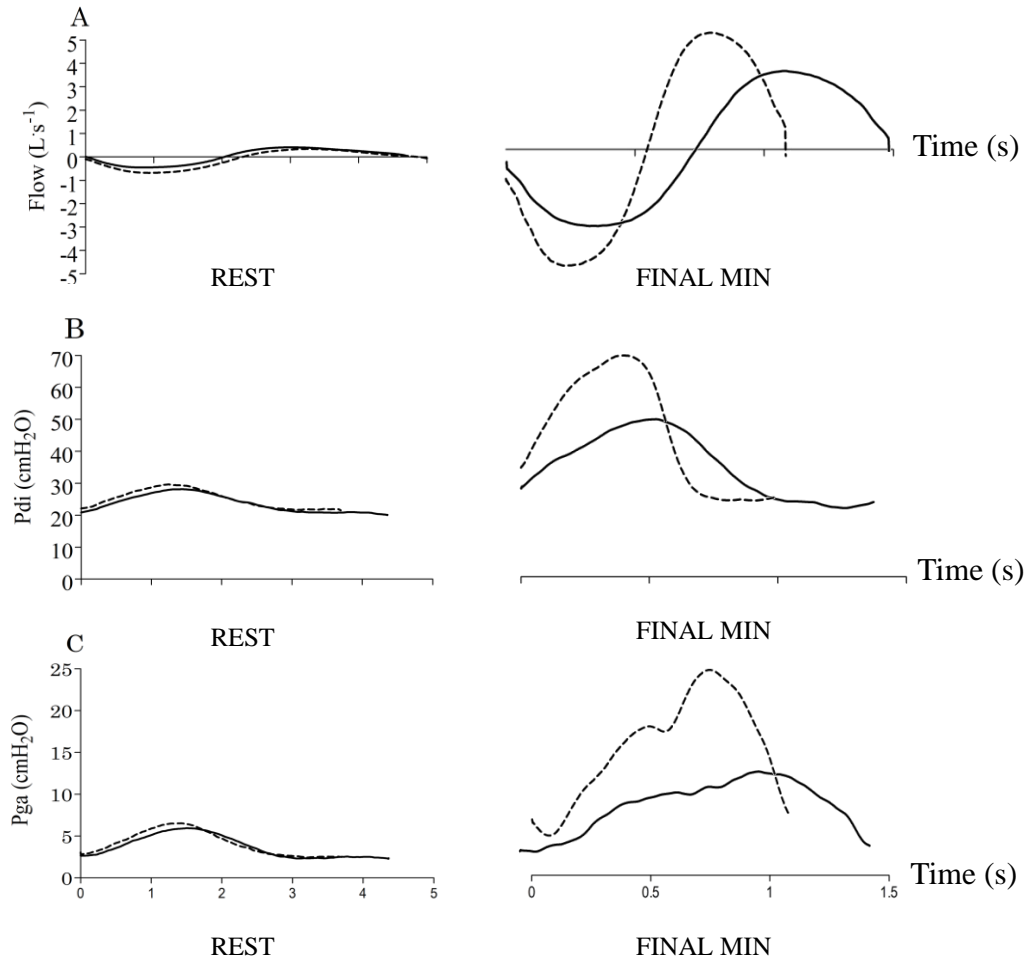 A
Flow (L·s⁻¹)
5
4
3
2
1
0
-1
-2
-3
-4
-5
Time (s)
REST
FINAL MIN
B
Pdi (cmH₂O)
70
60
50
40
30
20
10
0
Time (s)
REST
FINAL MIN
C
Pga (cmH₂O)
25
20
15
10
5
0
0 1 2 3 4 5
0 0.5 1 1.5
Time (s)
REST
FINAL MIN